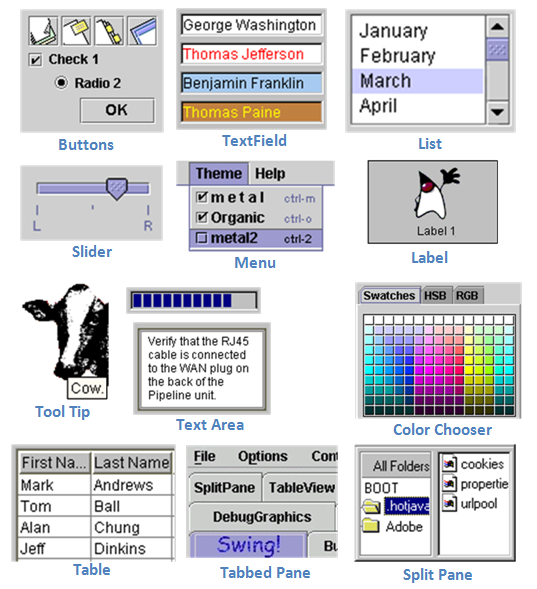 Check 1
Radio 2
OK
Buttons
George Washington
Thomas Jefferson
Benjamin Franklin
Thomas Paine
TextField
January
February
March
April
List
L R
Slider
Theme Help
metal ctrl-m
Organic ctrl-o
metal2 ctrl-2
Menu
Label 1
Label
Cow.
Tool Tip
Verify that the RJ45
cable is connected
to the WAN plug on
the back of the
Pipeline unit.
Text Area
Swatches HSB RGB
Color Chooser
First Na... Last Name
Mark Andrews
Tom Ball
Alan Chung
Jeff Dinkins
Table
File Options Cont
SplitPane TableView
DebugGraphics
Swing! Bu
Tabbed Pane
All Folders
BOOT
.hotjava
Adobe
cookies
propertie
urlpool
Split Pane